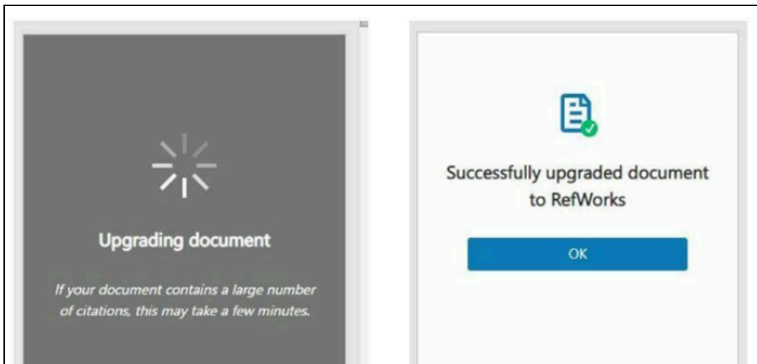 Upgrading document
If your document contains a large number
of citations, this may take a few minutes.
Successfully upgraded document
to RefWorks
OK